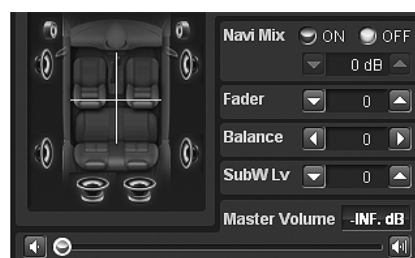 Navi Mix ON OFF
0 dB
Fader 0
Balance 0
SubW Lv 0
Master Volume -INF. dB